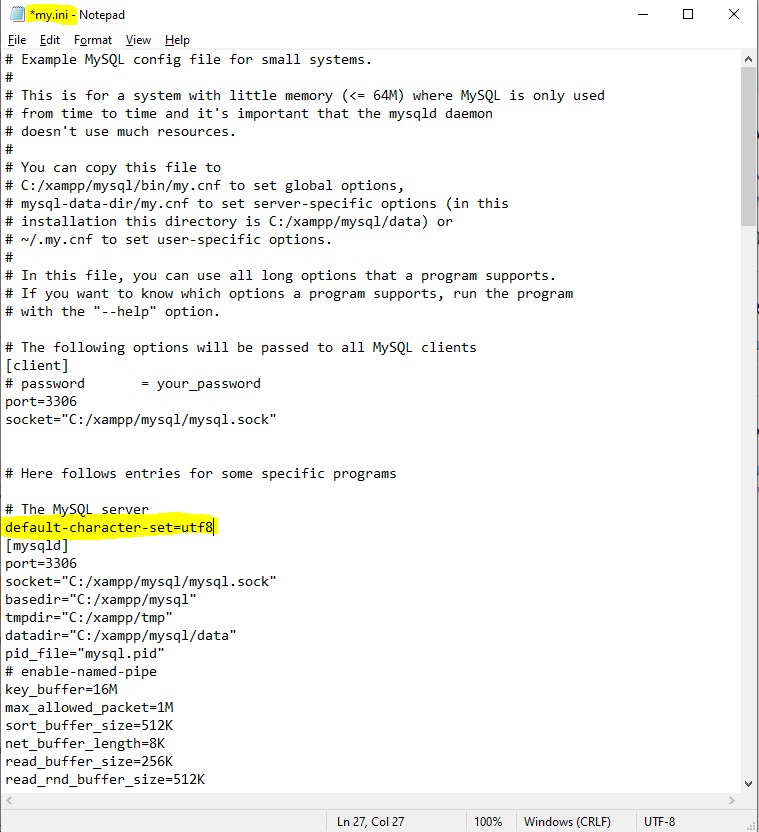 *my.ini - Notepad
File Edit Format View Help
# Example MySQL config file for small systems.
#
# This is for a system with little memory (<= 64M) where MySQL is only used
# from time to time and it's important that the mysqld daemon
# doesn't use much resources.
#
# You can copy this file to
# C:/xampp/mysql/bin/my.cnf to set global options,
# mysql-data-dir/my.cnf to set server-specific options (in this
# installation this directory is C:/xampp/mysql/data) or
# ~/.my.cnf to set user-specific options.
#
# In this file, you can use all long options that a program supports.
# If you want to know which options a program supports, run the program
# with the "--help" option.
# The following options will be passed to all MySQL clients
[client]
# password       = your_password
port=3306
socket="C:/xampp/mysql/mysql.sock"
# Here follows entries for some specific programs
# The MySQL server
default-character-set=utf8
[mysqld]
port=3306
socket="C:/xampp/mysql/mysql.sock"
basedir="C:/xampp/mysql"
tmpdir="C:/xampp/tmp"
datadir="C:/xampp/mysql/data"
pid_file="mysql.pid"
# enable-named-pipe
key_buffer=16M
max_allowed_packet=1M
sort_buffer_size=512K
net_buffer_length=8K
read_buffer_size=256K
read_rnd_buffer_size=512K
Ln 27, Col 27 100% Windows (CRLF) UTF-8